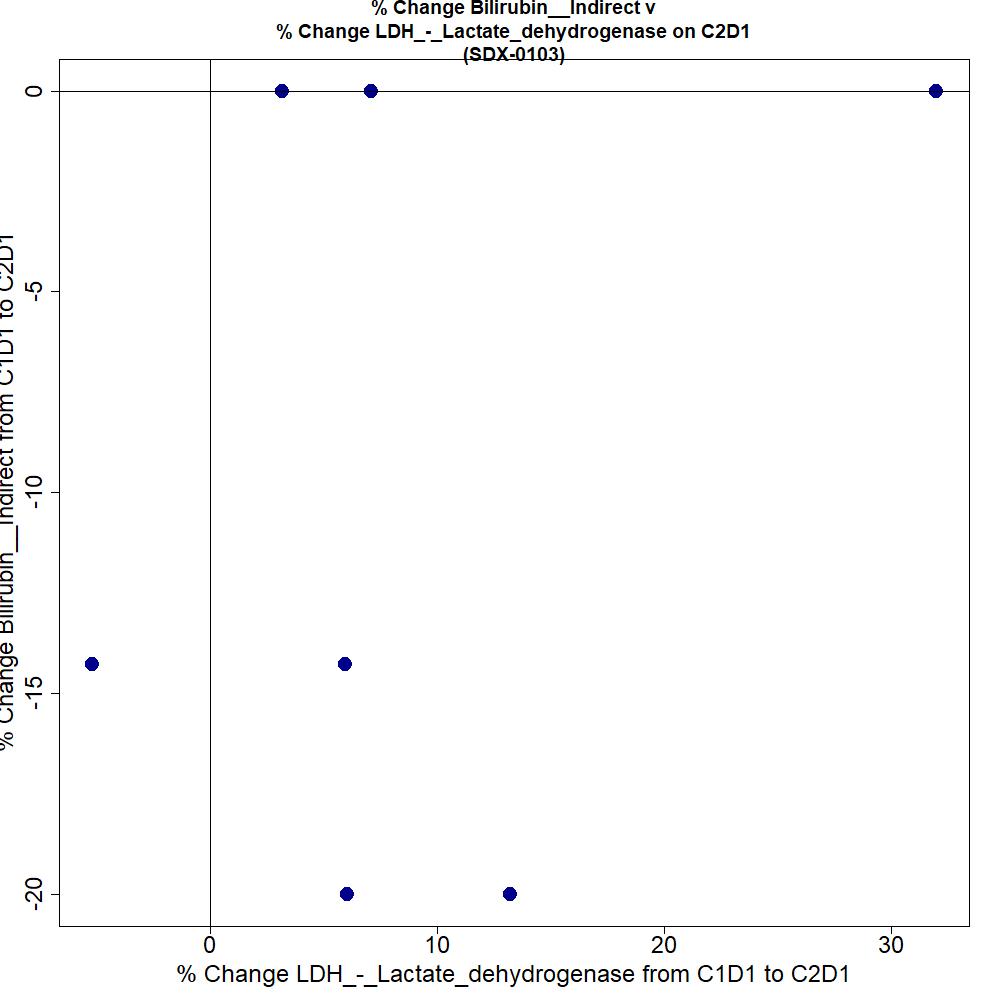 % Change Bilirubin__Indirect v
% Change LDH_-_Lactate_dehydrogenase on C2D1
(SDX-0103)
0
-5
-10
-15
-20
% Change Bilirubin__Indirect from C1D1 to C2D1
0
10
20
30
% Change LDH_-_Lactate_dehydrogenase from C1D1 to C2D1